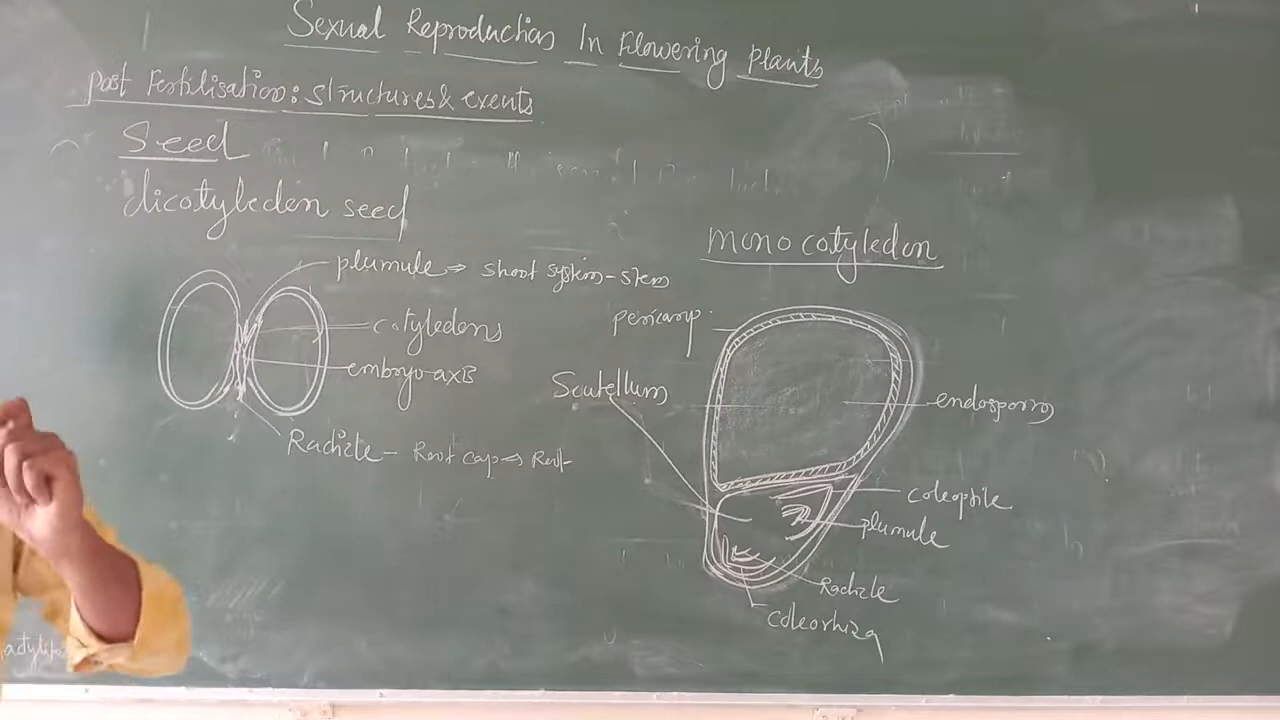 Sexual Reproduction In Flowering Plants
Post Fertilisation: Structures & events
Seed
dicotyledon seed
plumule ⇒ shoot system - stem
cotyledons
embryo axis
Radicle - Root cap ⇒ Root
mono cotyledon
pericarp
Scutellum
endosperm
coleoptile
plumule
Radicle
coleorhiza